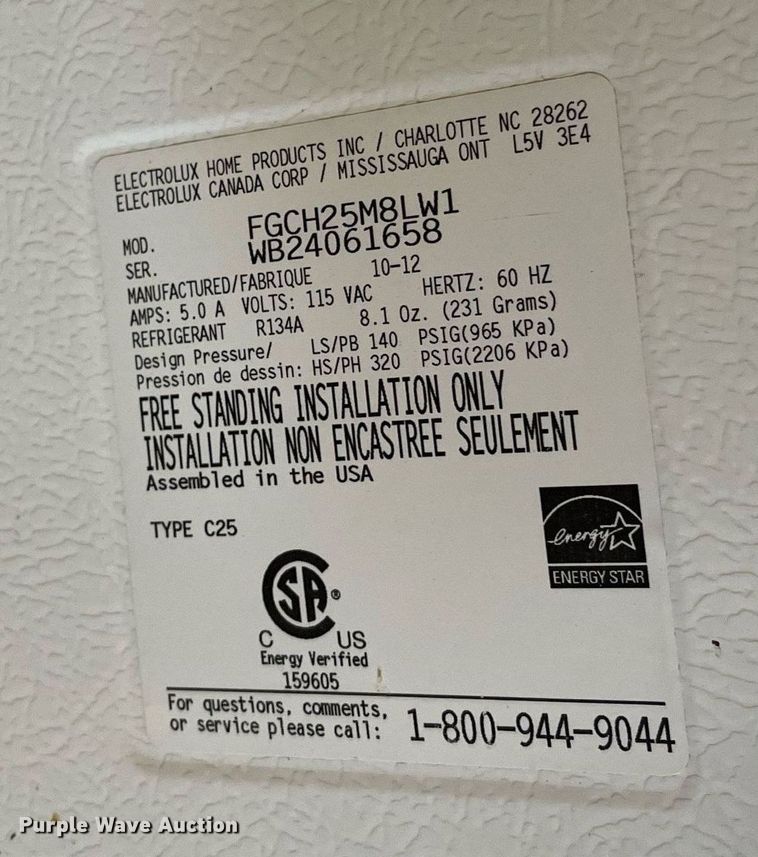 ELECTROLUX HOME PRODUCTS INC / CHARLOTTE NC 28262
ELECTROLUX CANADA CORP / MISSISSAUGA ONT L5V 3E4
MOD. FGCH25M8LW1
SER. WB24061658
MANUFACTURED/FABRIQUE 10-12
AMPS: 5.0 A VOLTS: 115 VAC HERTZ: 60 HZ
REFRIGERANT R134A 8.1 Oz. (231 Grams)
Design Pressure/ LS/PB 140 PSIG(965 KPa)
Pression de dessin: HS/PH 320 PSIG(2206 KPa)
FREE STANDING INSTALLATION ONLY
INSTALLATION NON ENCASTREE SEULEMENT
Assembled in the USA
TYPE C25
energy
ENERGY STAR
CSA®
C US
Energy Verified
159605
For questions, comments,
or service please call: 1-800-944-9044
Purple Wave Auction